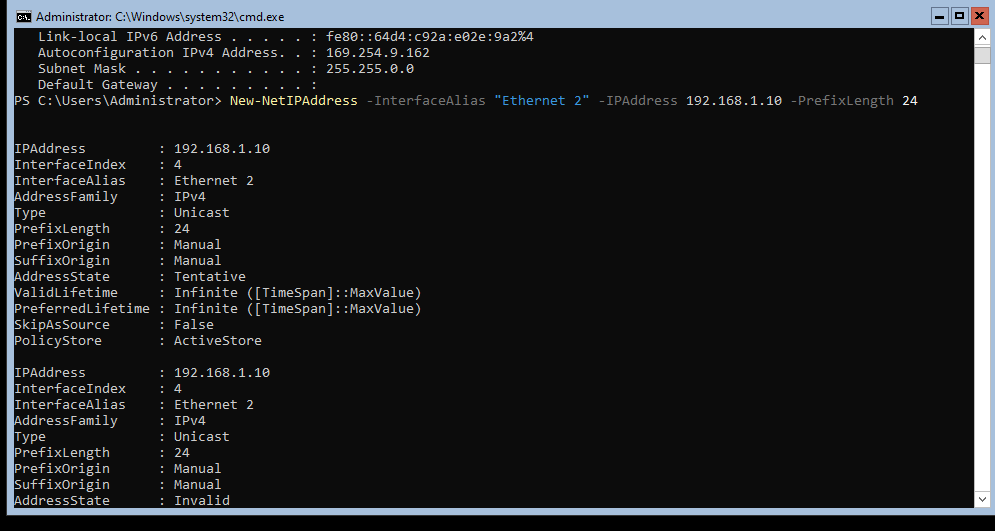 Administrator: C:\Windows\system32\cmd.exe
Link-local IPv6 Address . . . . . : fe80::64d4:c92a:e02e:9a2%4
Autoconfiguration IPv4 Address. . : 169.254.9.162
Subnet Mask . . . . . . . . . . . : 255.255.0.0
Default Gateway . . . . . . . . . :
PS C:\Users\Administrator> New-NetIPAddress -InterfaceAlias "Ethernet 2" -IPAddress 192.168.1.10 -PrefixLength 24
IPAddress         : 192.168.1.10
InterfaceIndex    : 4
InterfaceAlias    : Ethernet 2
AddressFamily     : IPv4
Type              : Unicast
PrefixLength      : 24
PrefixOrigin      : Manual
SuffixOrigin      : Manual
AddressState      : Tentative
ValidLifetime     : Infinite ([TimeSpan]::MaxValue)
PreferredLifetime : Infinite ([TimeSpan]::MaxValue)
SkipAsSource      : False
PolicyStore       : ActiveStore
IPAddress         : 192.168.1.10
InterfaceIndex    : 4
InterfaceAlias    : Ethernet 2
AddressFamily     : IPv4
Type              : Unicast
PrefixLength      : 24
PrefixOrigin      : Manual
SuffixOrigin      : Manual
AddressState      : Invalid